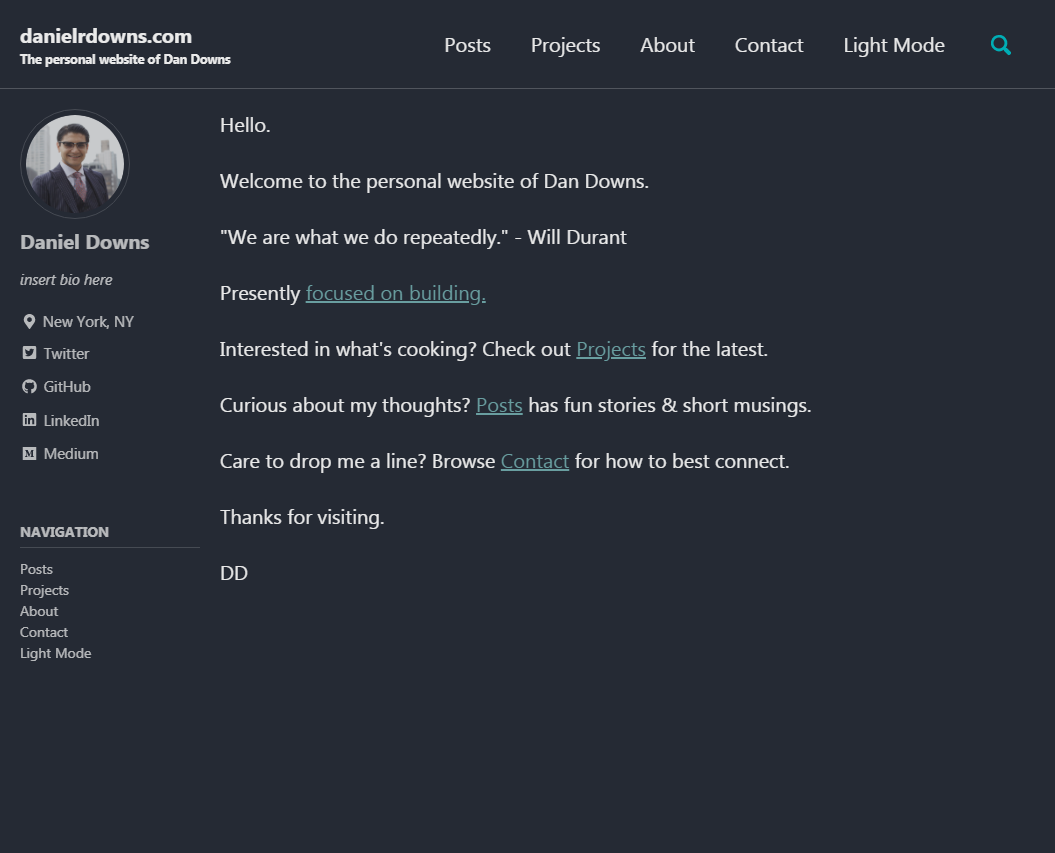 danielrdowns.com
The personal website of Dan Downs
Posts Projects About Contact Light Mode
Daniel Downs
insert bio here
New York, NY
Twitter
GitHub
LinkedIn
Medium
NAVIGATION
Posts
Projects
About
Contact
Light Mode
Hello.
Welcome to the personal website of Dan Downs.
"We are what we do repeatedly." - Will Durant
Presently focused on building.
Interested in what's cooking? Check out Projects for the latest.
Curious about my thoughts? Posts has fun stories & short musings.
Care to drop me a line? Browse Contact for how to best connect.
Thanks for visiting.
DD